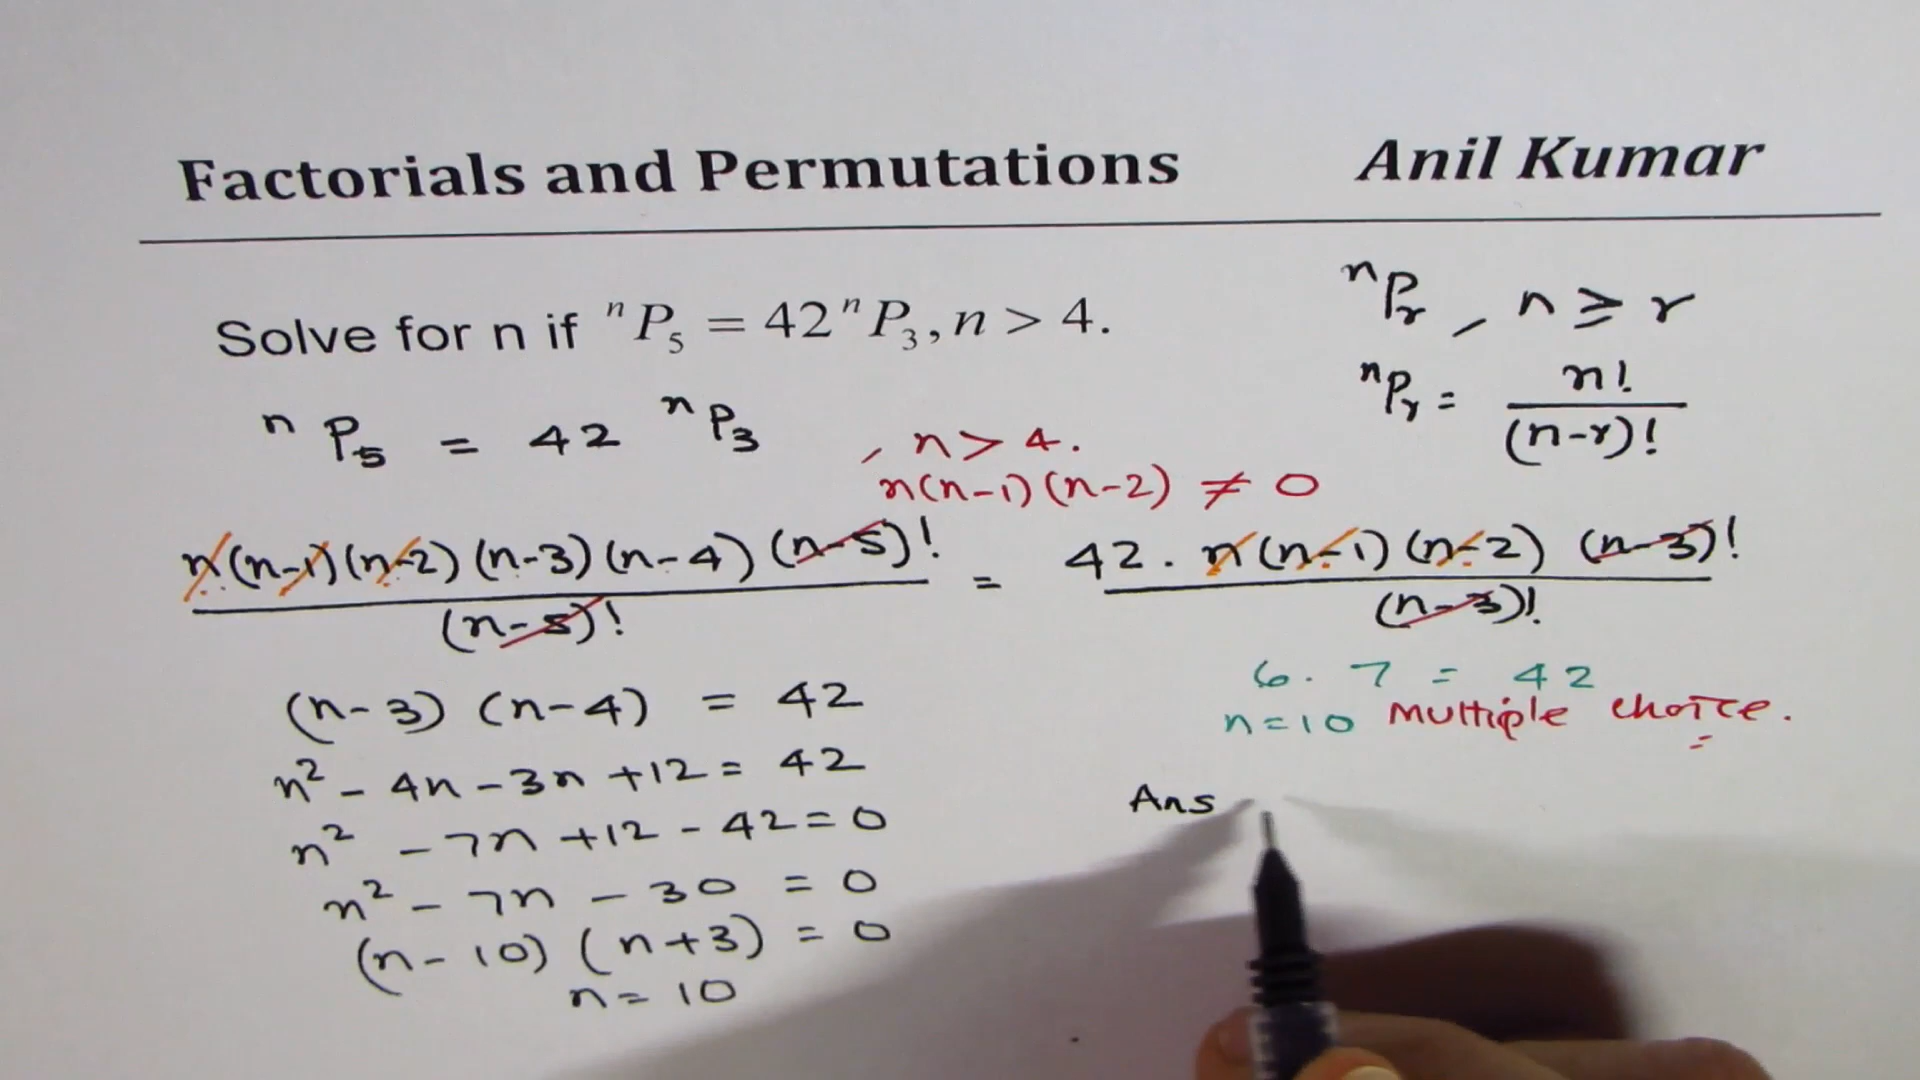 Factorials and Permutations Anil Kumar
Solve for n if ⁿP₅ = 42 ⁿP₃, n > 4.
ⁿPᵣ, n ≥ r
ⁿPᵣ = n! / (n-r)!
ⁿP₅ = 42 ⁿP₃, n > 4.
n(n-1)(n-2) ≠ 0
n(n-1)(n-2)(n-3)(n-4)(n-5)! / (n-5)! = 42 . n(n-1)(n-2)(n-3)! / (n-3)!
(n-3)(n-4) = 42
n² - 4n - 3n + 12 = 42
n² - 7n + 12 - 42 = 0
n² - 7n - 30 = 0
(n-10)(n+3) = 0
n = 10
6 . 7 = 42
n = 10 Multiple choice.
Ans